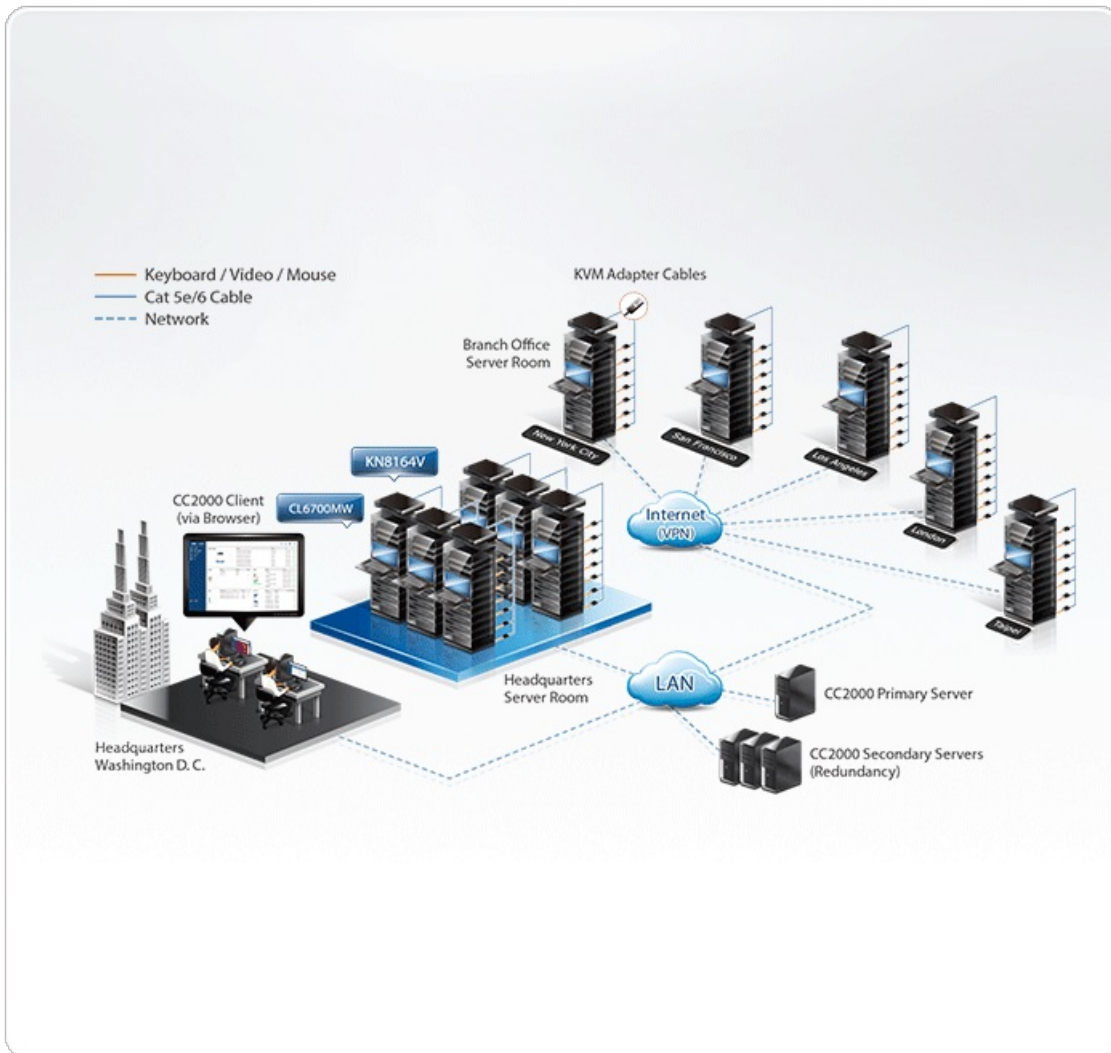 Keyboard / Video / Mouse
Cat 5e/6 Cable
Network
KVM Adapter Cables
Branch Office
Server Room
New York City
San Francisco
Los Angeles
London
Taipei
KN8164V
CL6700MW
CC2000 Client
(via Browser)
Internet
(VPN)
Headquarters
Server Room
LAN
CC2000 Primary Server
CC2000 Secondary Servers
(Redundancy)
Headquarters
Washington D. C.